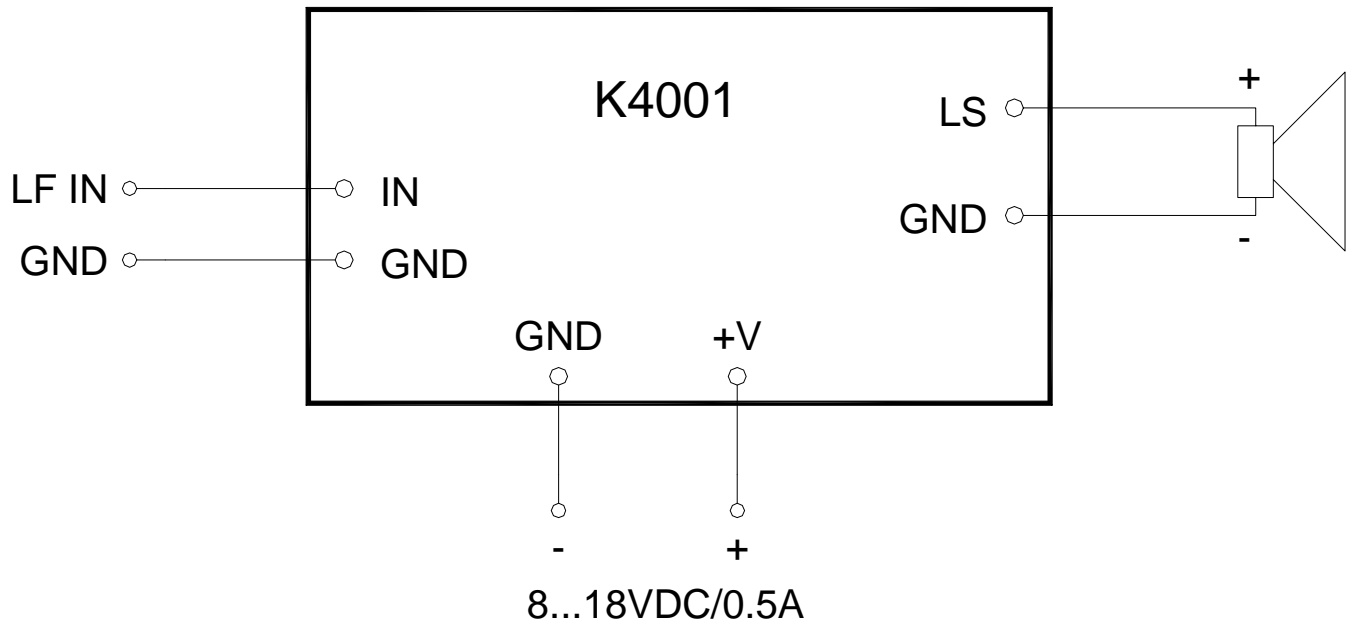 K4001
LS
+
LF IN
IN
GND
-
GND
GND
GND
+V
-
+
8...18VDC/0.5A